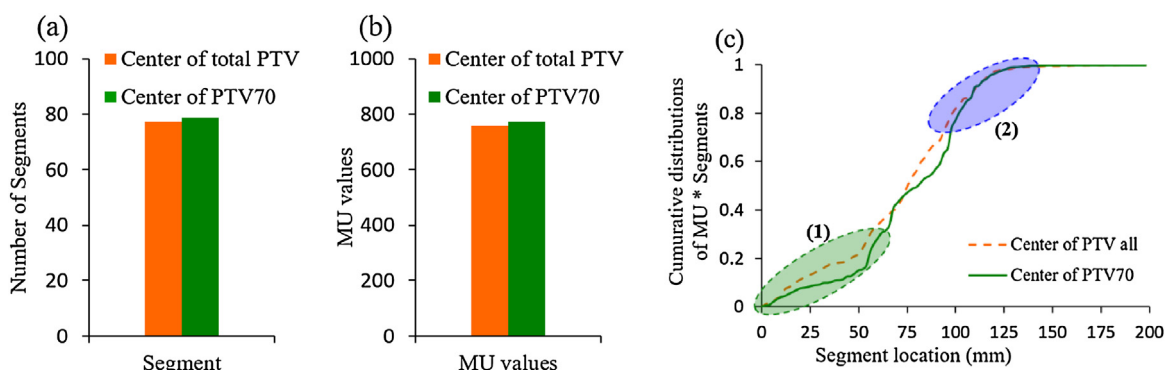 (a)
100
80
60
40
20
0
Number of Segments
Center of total PTV
Center of PTV70
Segment
(b)
1000
800
600
400
200
0
MU values
Center of total PTV
Center of PTV70
MU values
(c)
1
0.8
0.6
0.4
0.2
0
Cumurative distributions
of MU * Segments
(1)
(2)
Center of PTV all
Center of PTV70
0 25 50 75 100 125 150 175 200
Segment location (mm)